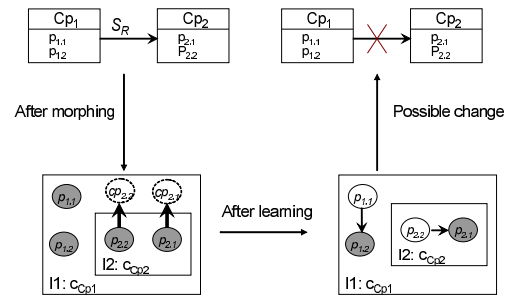 Cp1
Cp2
p1.1
p1.2
SR
p2.1
P2.2
Cp1
Cp2
p1.1
p1.2
p2.1
P2.2
After morphing
Possible change
p1.1
cp2.2
cp2.1
p1.2
p2.2
p2.1
I2: cCp2
I1: cCp1
After learning
p1.1
p1.2
p2.2
p2.1
I2: cCp2
I1: cCp1